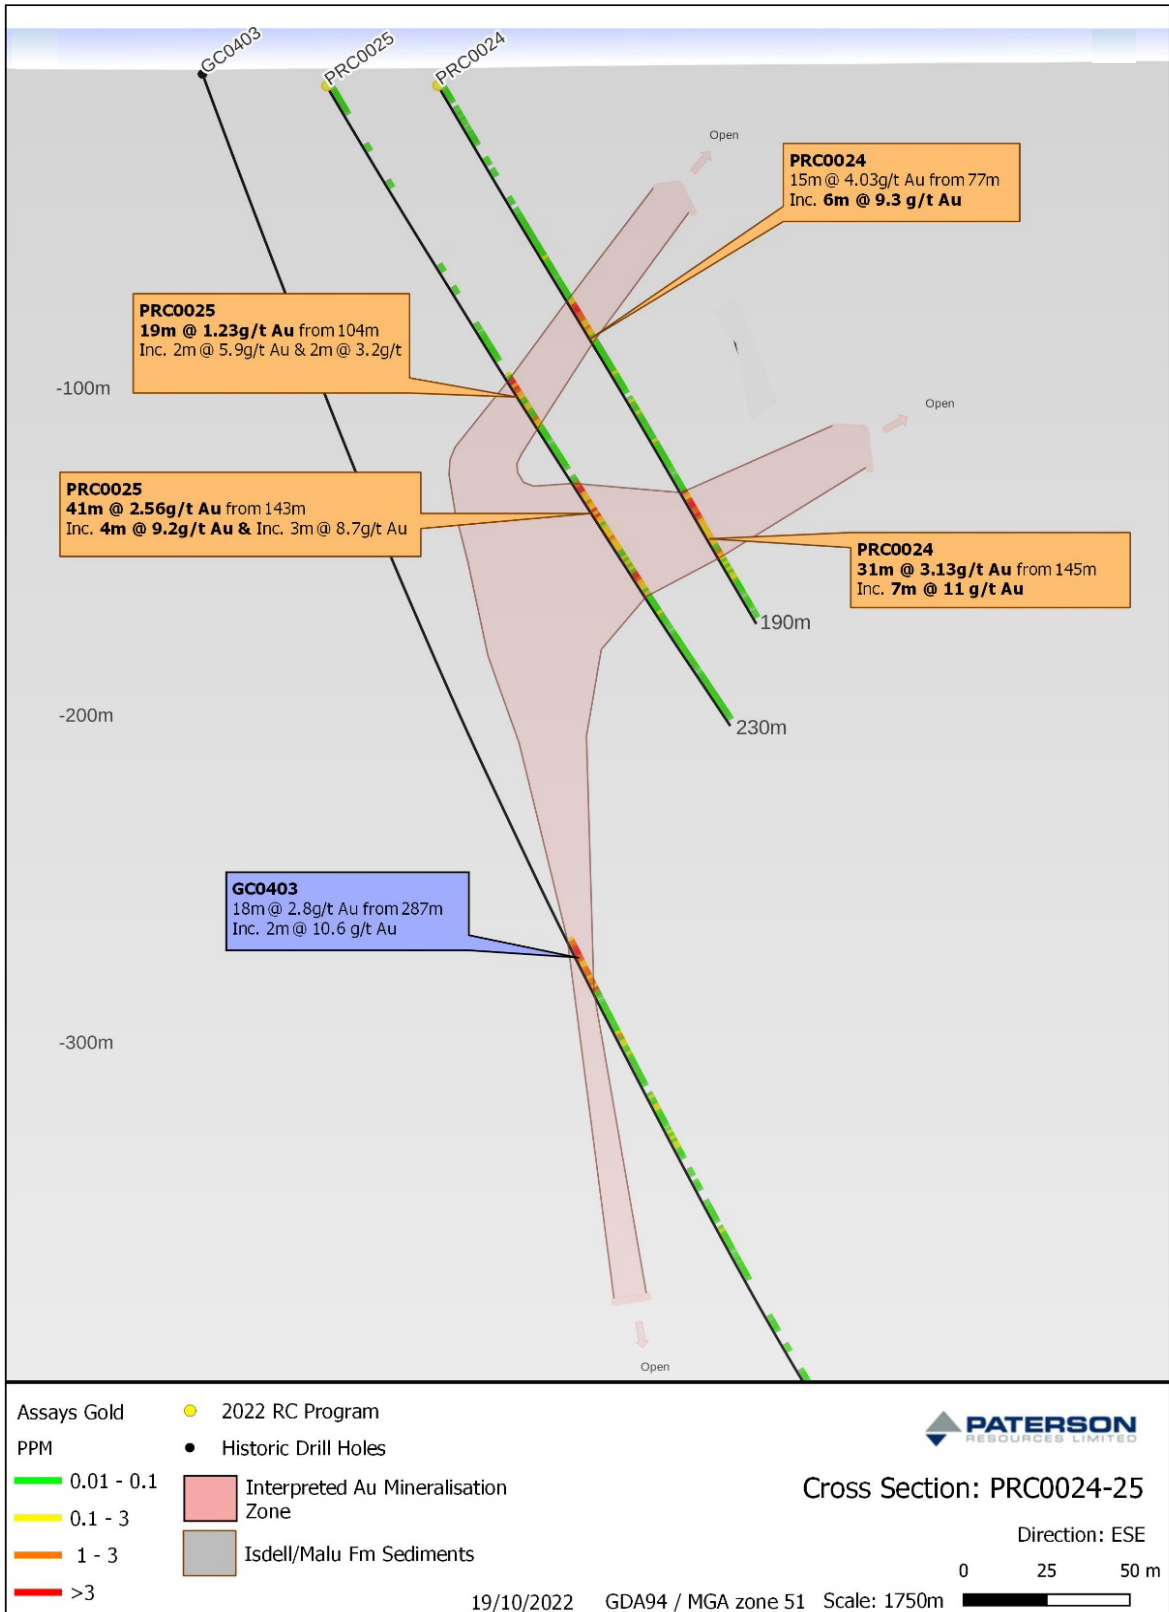 GC0403
PRC0025
PRC0024
Open
PRC0024
15m @ 4.03g/t Au from 77m
Inc. 6m @ 9.3 g/t Au
PRC0025
19m @ 1.23g/t Au from 104m
Inc. 2m @ 5.9g/t Au & 2m @ 3.2g/t
-100m
Open
PRC0025
41m @ 2.56g/t Au from 143m
Inc. 4m @ 9.2g/t Au & Inc. 3m @ 8.7g/t Au
PRC0024
31m @ 3.13g/t Au from 145m
Inc. 7m @ 11 g/t Au
190m
-200m
230m
GC0403
18m @ 2.8g/t Au from 287m
Inc. 2m @ 10.6 g/t Au
-300m
Open
Assays Gold
PPM
0.01 - 0.1
0.1 - 3
1 - 3
>3
2022 RC Program
Historic Drill Holes
Interpreted Au Mineralisation
Zone
Isdell/Malu Fm Sediments
PATERSON
RESOURCES LIMITED
Cross Section: PRC0024-25
Direction: ESE
0 25 50 m
19/10/2022 GDA94 / MGA zone 51 Scale: 1750m